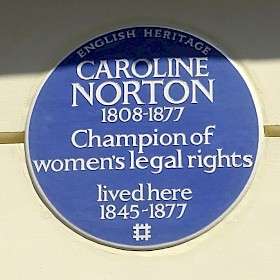 ENGLISH HERITAGE
CAROLINE
NORTON
1808-1877
Champion of
women's legal rights
lived here
1845-1877